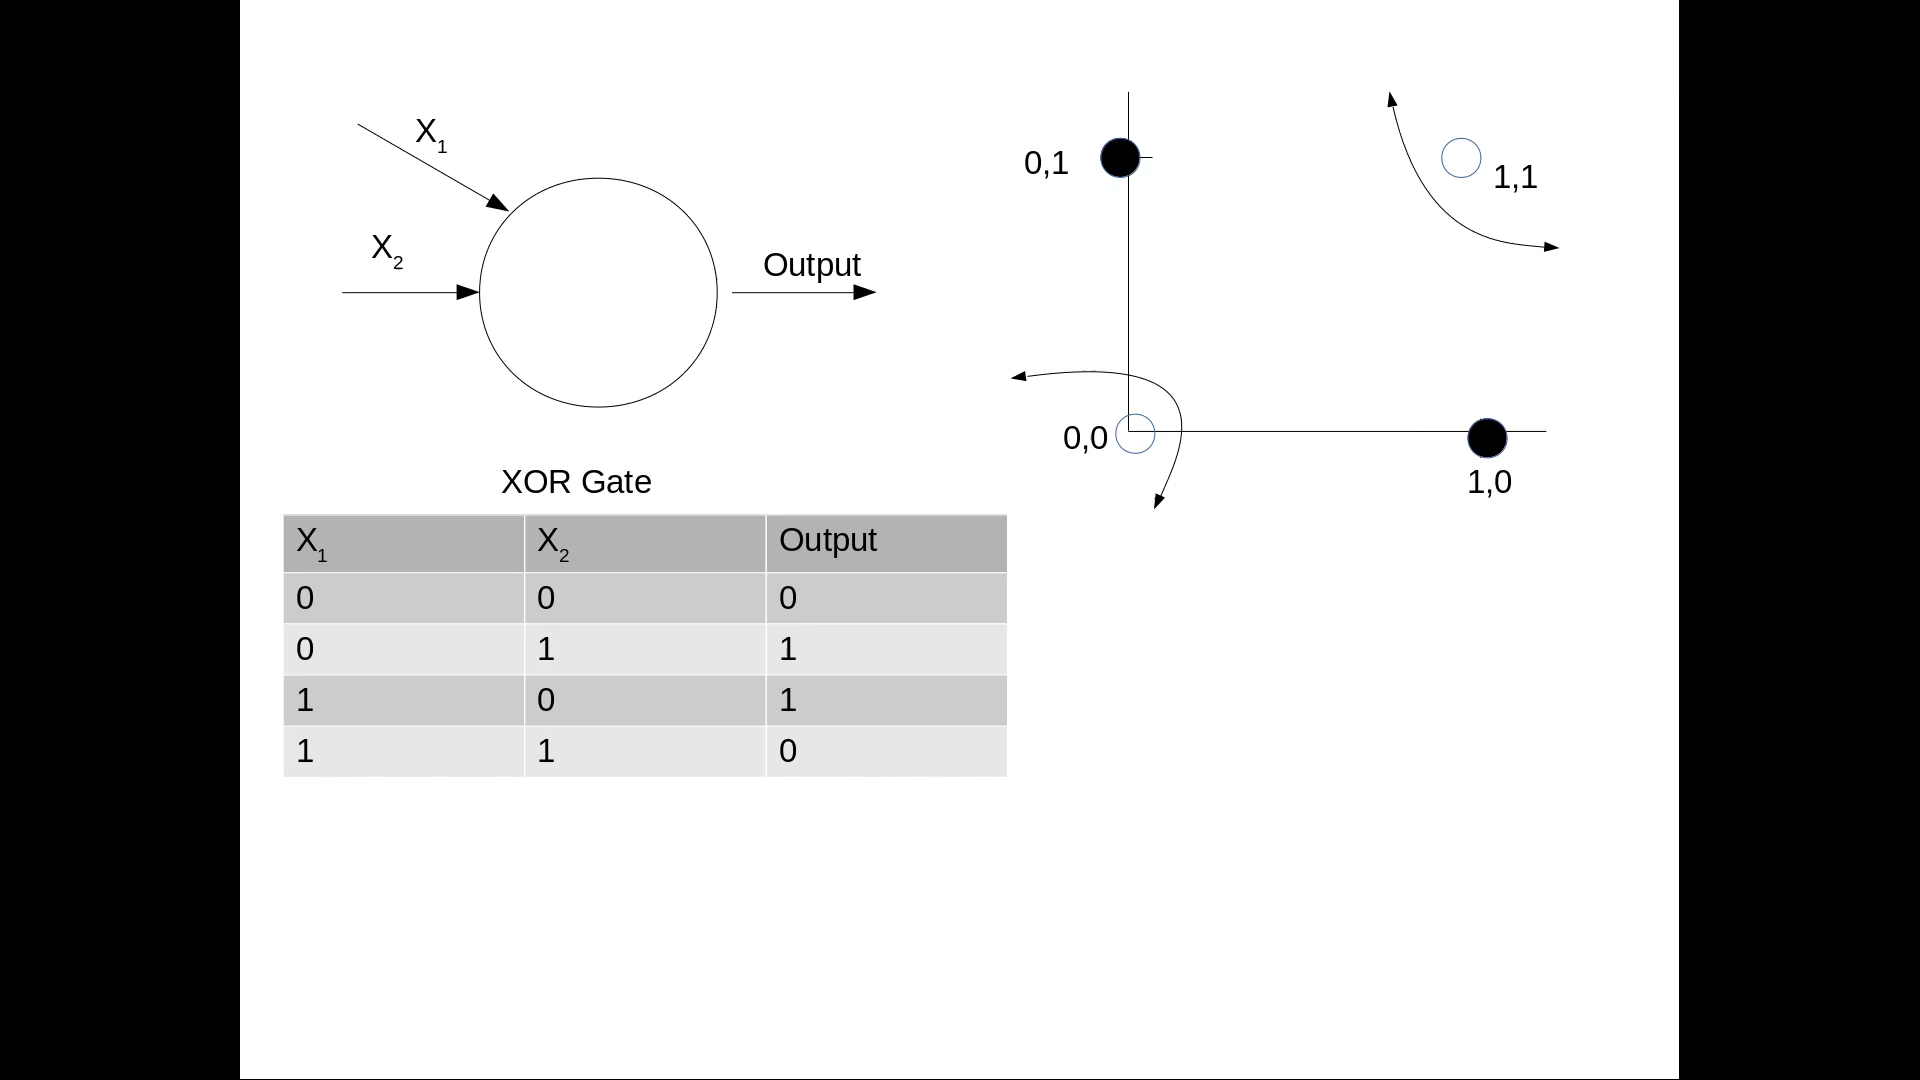 X₁
X₂
Output
0,1
1,1
0,0
1,0
XOR Gate
X₁ X₂ Output
0 0 0
0 1 1
1 0 1
1 1 0